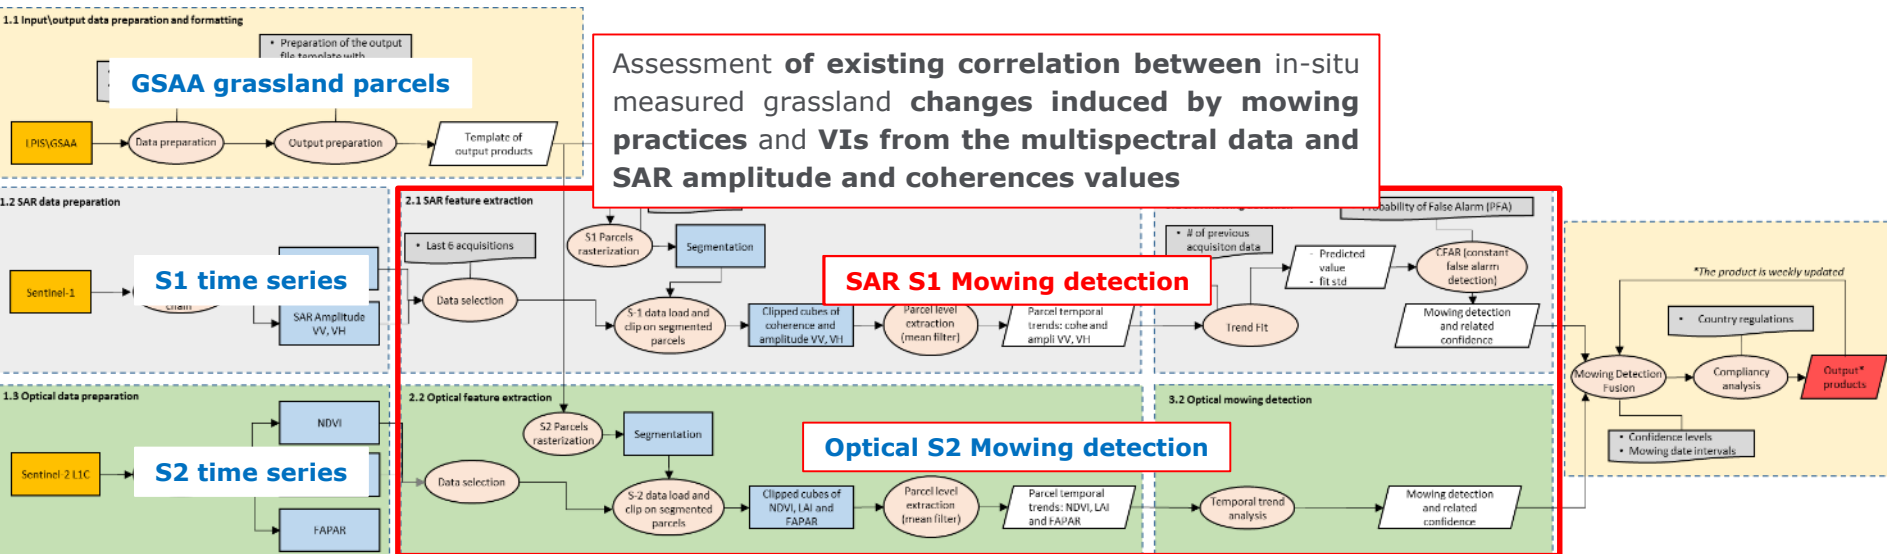 1.1 Input\output data preparation and formatting
• Preparation of the output
file template with
GSAA grassland parcels
LPIS\GSAA
Data preparation
Output preparation
Template of
output products
Assessment of existing correlation between in-situ
measured grassland changes induced by mowing
practices and VIs from the multispectral data and
SAR amplitude and coherences values
1.2 SAR data preparation
Sentinel-1
S1 time series
chain
SAR Amplitude
VV, VH
2.1 SAR feature extraction
• Last 6 acquisitions
Data selection
S1 Parcels
rasterization
Segmentation
S-1 data load and
clip on segmented
parcels
Clipped cubes of
coherence and
amplitude VV, VH
SAR S1 Mowing detection
Parcel level
extraction
(mean filter)
Parcel temporal
trends: cohe and
ampli VV, VH
• # of previous
acquisiton data
Trend Fit
- Predicted
value
- fit std
Probability of False Alarm (PFA)
CFAR (constant
false alarm
detection)
Mowing detection
and related
confidence
*The product is weekly updated
• Country regulations
Mowing Detection
Fusion
Compliancy
analysis
Output*
products
• Confidence levels
• Mowing date intervals
1.3 Optical data preparation
Sentinel-2 L1C
S2 time series
NDVI
FAPAR
2.2 Optical feature extraction
S2 Parcels
rasterization
Segmentation
Data selection
S-2 data load and
clip on segmented
parcels
Clipped cubes of
NDVI, LAI and
FAPAR
Optical S2 Mowing detection
Parcel level
extraction
(mean filter)
Parcel temporal
trends: NDVI, LAI
and FAPAR
3.2 Optical mowing detection
Temporal trend
analysis
Mowing detection
and related
confidence